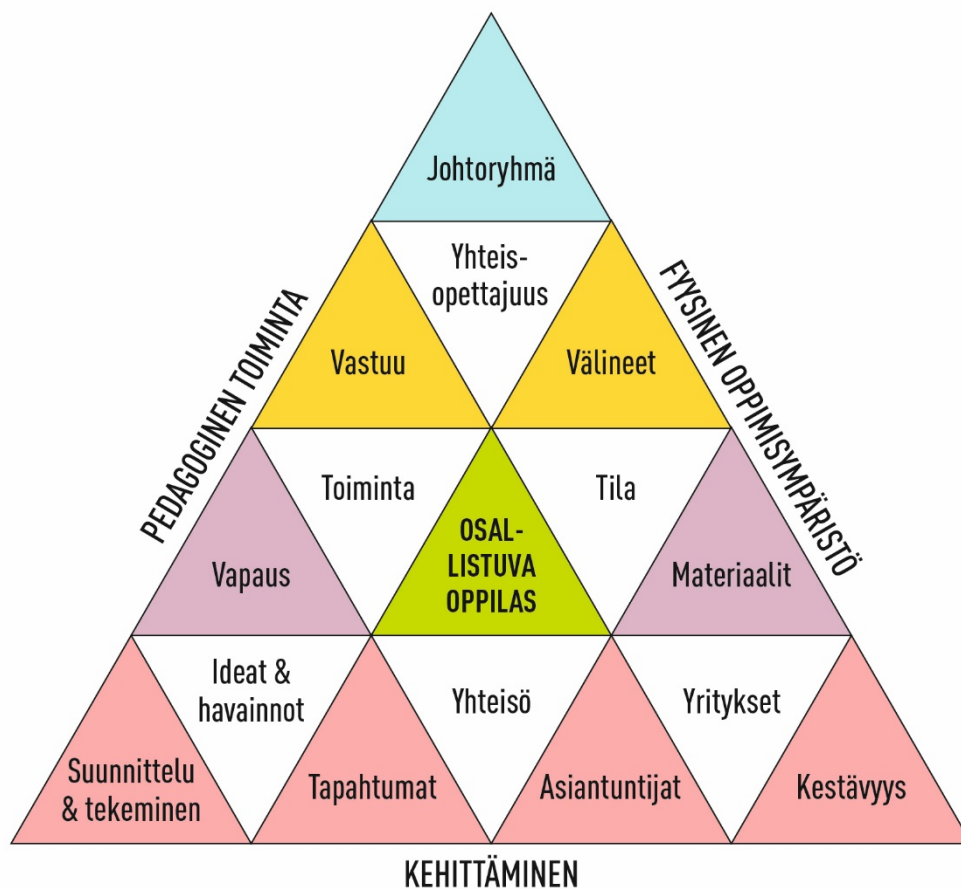 Johtoryhmä
Yhteis-
opettajuus
Vastuu
Välineet
PEDAGOGINEN TOIMINTA
FYYSINEN OPPIMISYMPÄRISTÖ
Toiminta
Tila
Vapaus
OSAL-
LISTUVA
OPPILAS
Materiaalit
Ideat &
havainnot
Yhteisö
Yritykset
Suunnittelu
& tekeminen
Tapahtumat
Asiantuntijat
Kestävyys
KEHITTÄMINEN